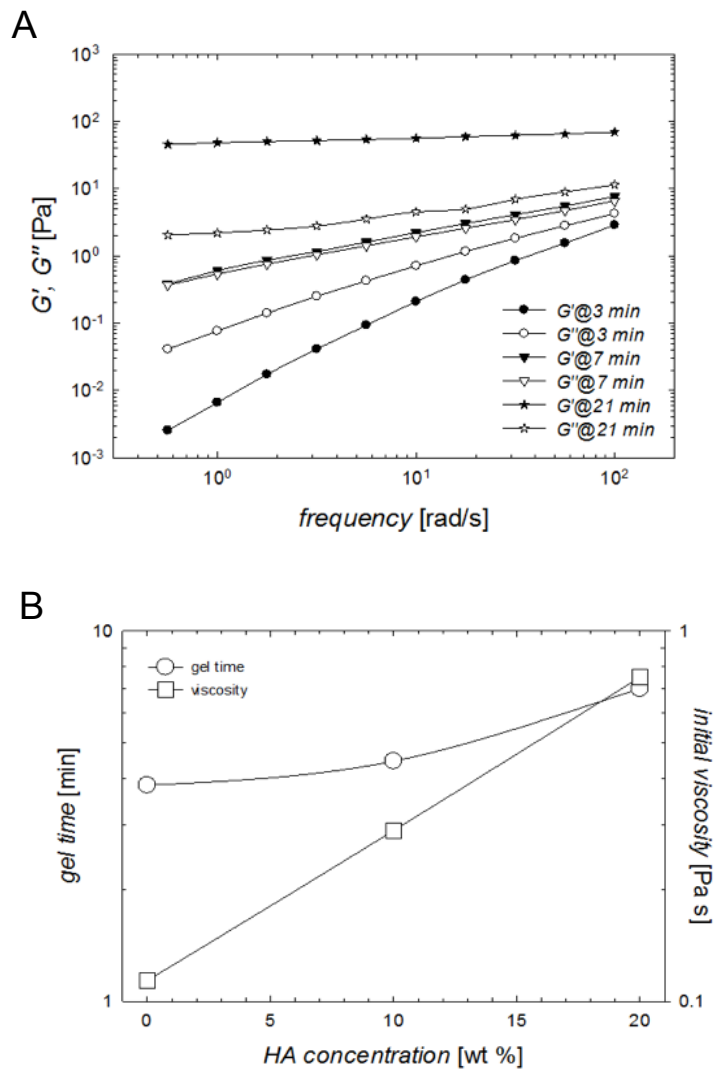 A
10³
10²
10¹
10⁰
10⁻¹
10⁻²
10⁻³
G', G'' [Pa]
G'@3 min
G''@3 min
G'@7 min
G''@7 min
G'@21 min
G''@21 min
10⁰ 10¹ 10²
frequency [rad/s]
B
10 1
gel time
viscosity
gel time [min]
initial viscosity [Pa s]
1 0.1
0 5 10 15 20
HA concentration [wt %]